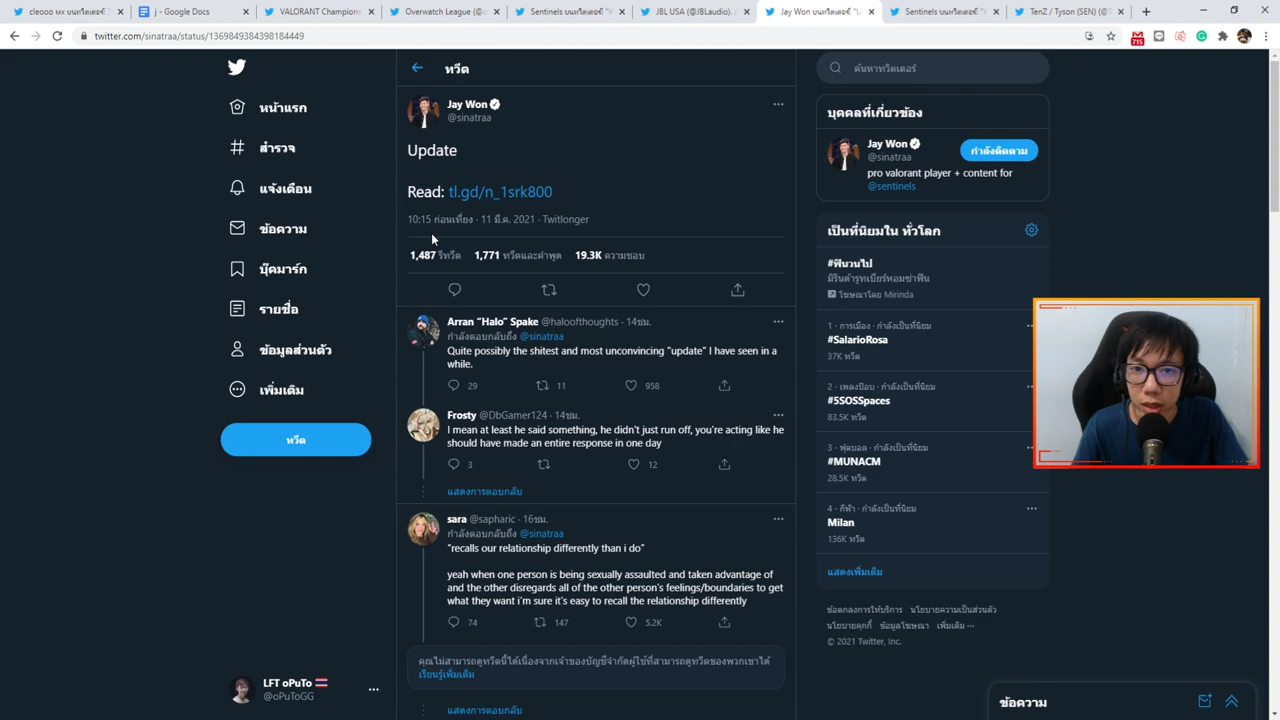 cleooo мх บนทวิตเตอร์: "
j - Google Docs
VALORANT Champions
Overwatch League (@o
Sentinels บนทวิตเตอร์: "
JBL USA (@JBLaudio).
Jay Won บนทวิตเตอร์: "U
Sentinels บนทวิตเตอร์: "
TenZ / Tyson (SEN) (@T
twitter.com/sinatraa/status/1369849384398184449
715
หน้าแรก
สำรวจ
แจ้งเตือน
ข้อความ
บุ๊คมาร์ก
รายชื่อ
ข้อมูลส่วนตัว
เพิ่มเติม
ทวีต
LFT oPuTo
@oPuToGG
ทวีต
Jay Won
@sinatraa
Update
Read: tl.gd/n_1srk800
10:15 ก่อนเที่ยง · 11 มี.ค. 2021 · Twitlonger
1,487 รีทวีต 1,771 ทวีตและคำพูด 19.3K ความชอบ
Arran "Halo" Spake @haloofthoughts · 14ชม.
กำลังตอบกลับถึง @sinatraa
Quite possibly the shitest and most unconvincing "update" I have seen in a
while.
29 11 958
Frosty @DbGamer124 · 14ชม.
I mean at least he said something, he didn't just run off, you're acting like he
should have made an entire response in one day
3 12
แสดงการตอบกลับ
sara @sapharic · 16ชม.
กำลังตอบกลับถึง @sinatraa
"recalls our relationship differently than i do"
yeah when one person is being sexually assaulted and taken advantage of
and the other disregards all of the other person's feelings/boundaries to get
what they want i'm sure it's easy to recall the relationship differently
74 147 5.2K
คุณไม่สามารถดูทวีตนี้ได้เนื่องจากเจ้าของบัญชีจำกัดผู้ใช้ที่สามารถดูทวีตของพวกเขาได้
เรียนรู้เพิ่มเติม
แสดงการตอบกลับ
ค้นหาทวิตเตอร์
บุคคลที่เกี่ยวข้อง
Jay Won
@sinatraa
กำลังติดตาม
pro valorant player + content for
@sentinels
เป็นที่นิยมใน ทั่วโลก
#ฟินวนไป
มิรินด้ารูทเบียร์หอมซ่าฟิน
โฆษณาโดย Mirinda
1 · การเมือง · กำลังเป็นที่นิยม
#SalarioRosa
37K ทวีต
2 · เพลงป๊อบ · กำลังเป็นที่นิยม
#5SOSSpaces
83.5K ทวีต
3 · ฟุตบอล · กำลังเป็นที่นิยม
#MUNACM
28.5K ทวีต
4 · กีฬา · กำลังเป็นที่นิยม
Milan
136K ทวีต
แสดงเพิ่มเติม
ข้อตกลงการให้บริการ นโยบายความเป็นส่วนตัว
นโยบายคุกกี้ ข้อมูลโฆษณา เพิ่มเติม ···
© 2021 Twitter, Inc.
ข้อความ